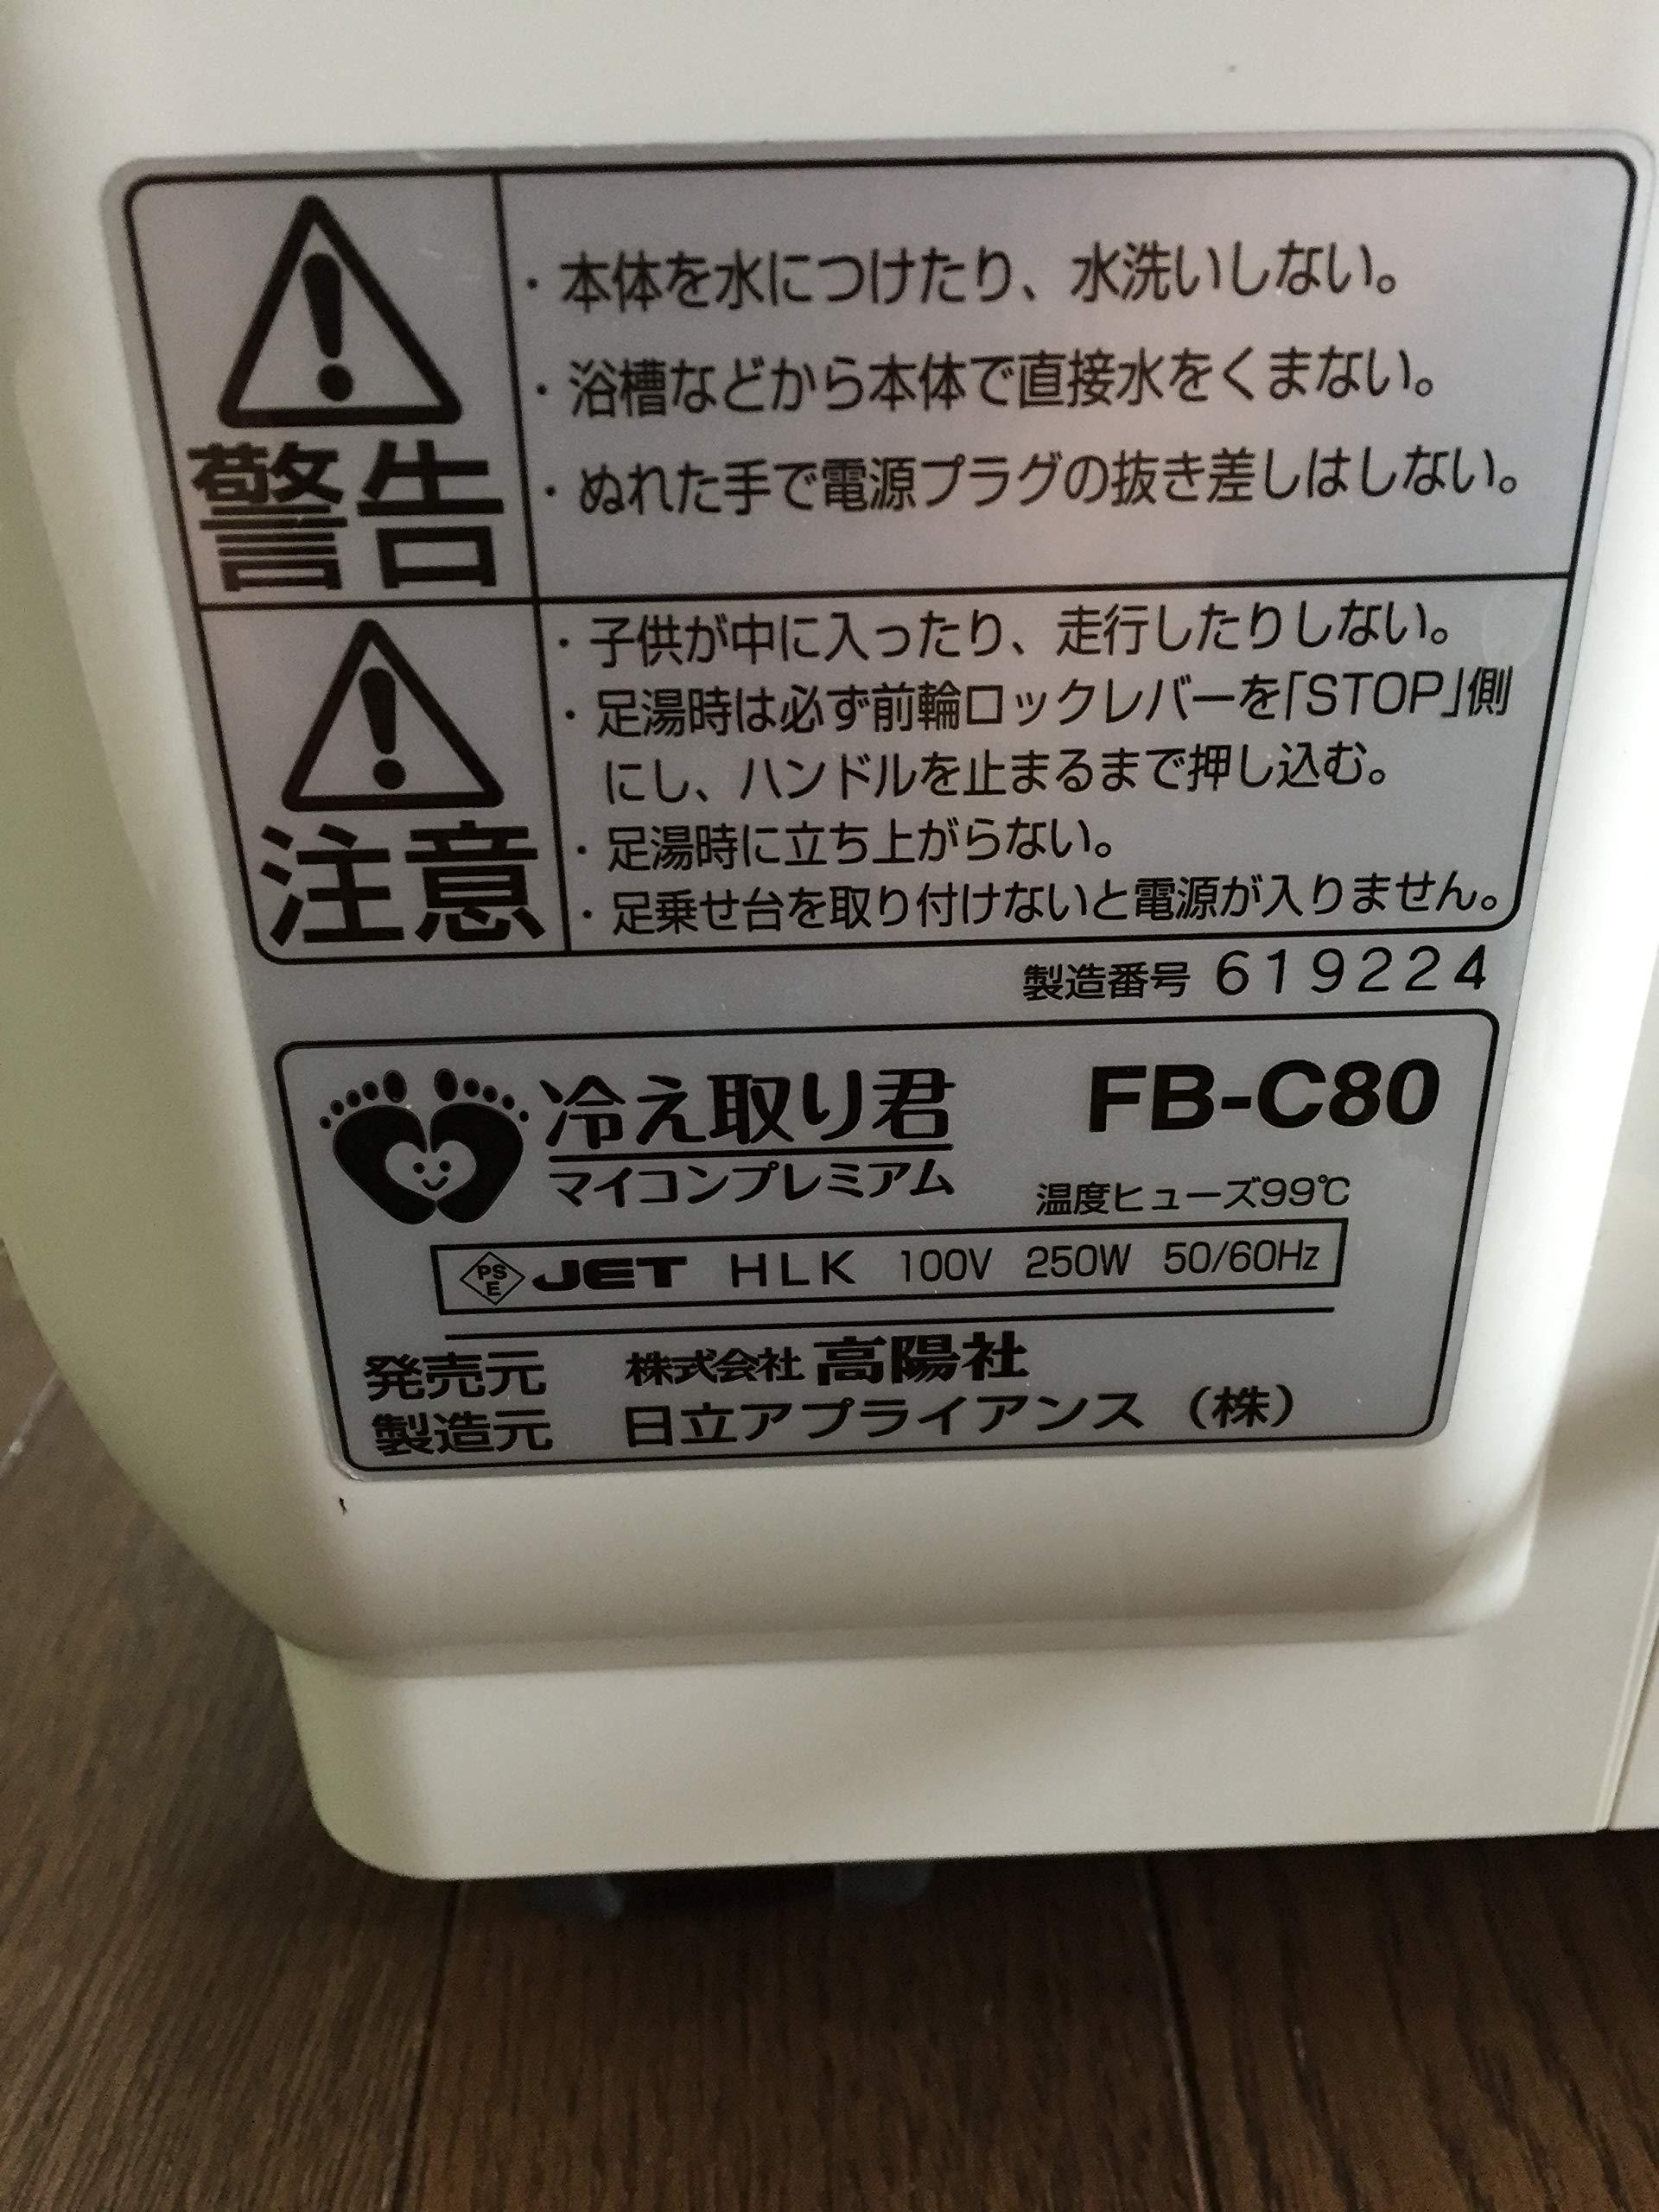 警告
・本体を水につけたり、水洗いしない。
・浴槽などから本体で直接水をくまない。
・ぬれた手で電源プラグの抜き差しはしない。
注意
・子供が中に入ったり、走行したりしない。
・足湯時は必ず前輪ロックレバーを「STOP」側
にし、ハンドルを止まるまで押し込む。
・足湯時に立ち上がらない。
・足乗せ台を取り付けないと電源が入りません。
製造番号 619224
冷え取り君 FB-C80
マイコンプレミアム
温度ヒューズ99℃
PSE JET HLK 100V 250W 50/60Hz
発売元 株式会社 高陽社
製造元 日立アプライアンス（株）